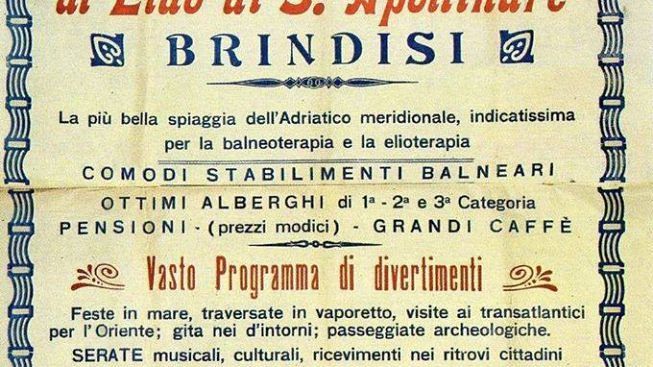 al Lido di S. Apollinare
BRINDISI
La più bella spiaggia dell'Adriatico meridionale, indicatissima
per la balneoterapia e la elioterapia
COMODI STABILIMENTI BALNEARI
OTTIMI ALBERGHI di 1ª - 2ª e 3ª Categoria
PENSIONI - (prezzi modici) - GRANDI CAFFÈ
Vasto Programma di divertimenti
Feste in mare, traversate in vaporetto, visite ai transatlantici
per l'Oriente; gita nei d'intorni; passeggiate archeologiche.
SERATE musicali, culturali, ricevimenti nei ritrovi cittadini